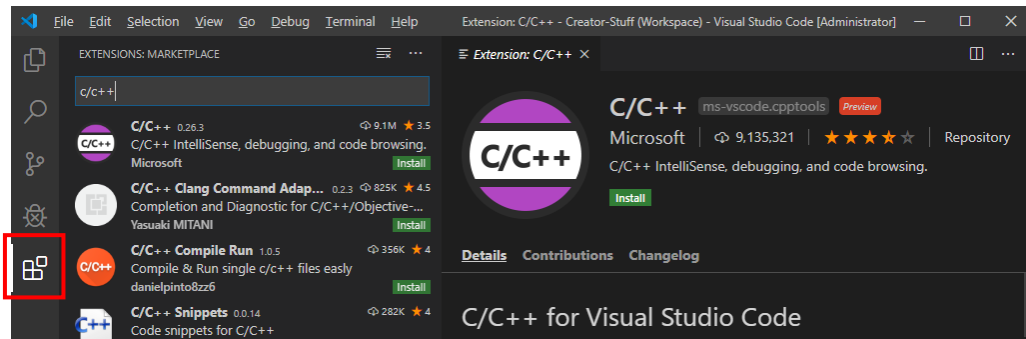 File Edit Selection View Go Debug Terminal Help Extension: C/C++ - Creator-Stuff (Workspace) - Visual Studio Code [Administrator]
EXTENSIONS: MARKETPLACE
c/c++
C/C++ 0.26.3 9.1M ★ 3.5
C/C++ IntelliSense, debugging, and code browsing.
Microsoft Install
C/C++ Clang Command Adap... 0.2.3 825K ★ 4.5
Completion and Diagnostic for C/C++/Objective-...
Yasuaki MITANI Install
C/C++ Compile Run 1.0.5 356K ★ 4
Compile & Run single c/c++ files easly
danielpinto8zz6 Install
C/C++ Snippets 0.0.14 282K ★ 4
Code snippets for C/C++
C/C++
C/C++
C++
Extension: C/C++
C/C++
C/C++ ms-vscode.cpptools Preview
Microsoft 9,135,321 Repository
C/C++ IntelliSense, debugging, and code browsing.
Install
Details Contributions Changelog
C/C++ for Visual Studio Code